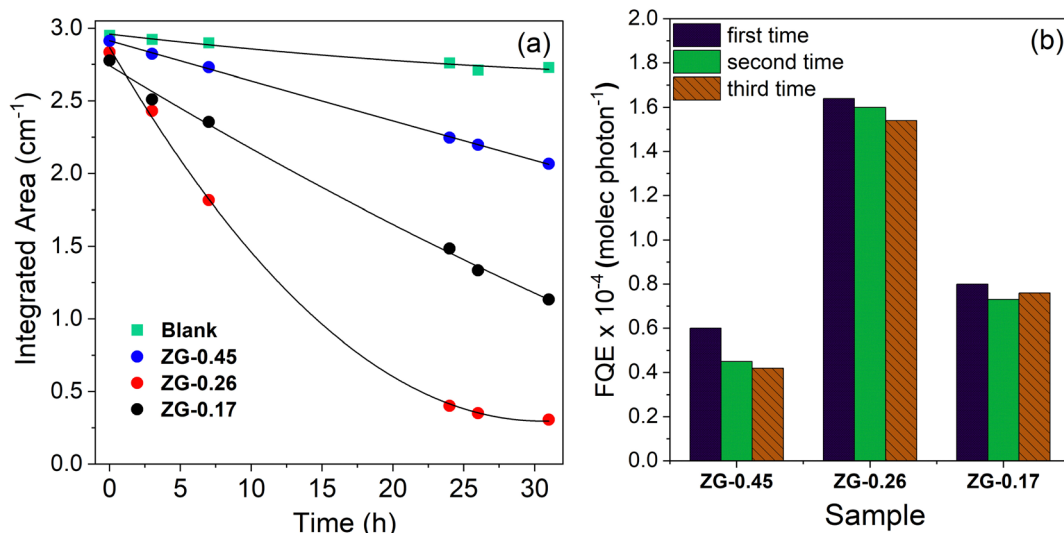 (a)
Integrated Area (cm⁻¹)
3.0
2.5
2.0
1.5
1.0
0.5
0.0
Blank
ZG-0.45
ZG-0.26
ZG-0.17
0 5 10 15 20 25 30
Time (h)
(b)
FQE x 10⁻⁴ (molec photon⁻¹)
2.0
1.8
1.6
1.4
1.2
1.0
0.8
0.6
0.4
0.2
0.0
first time
second time
third time
ZG-0.45 ZG-0.26 ZG-0.17
Sample